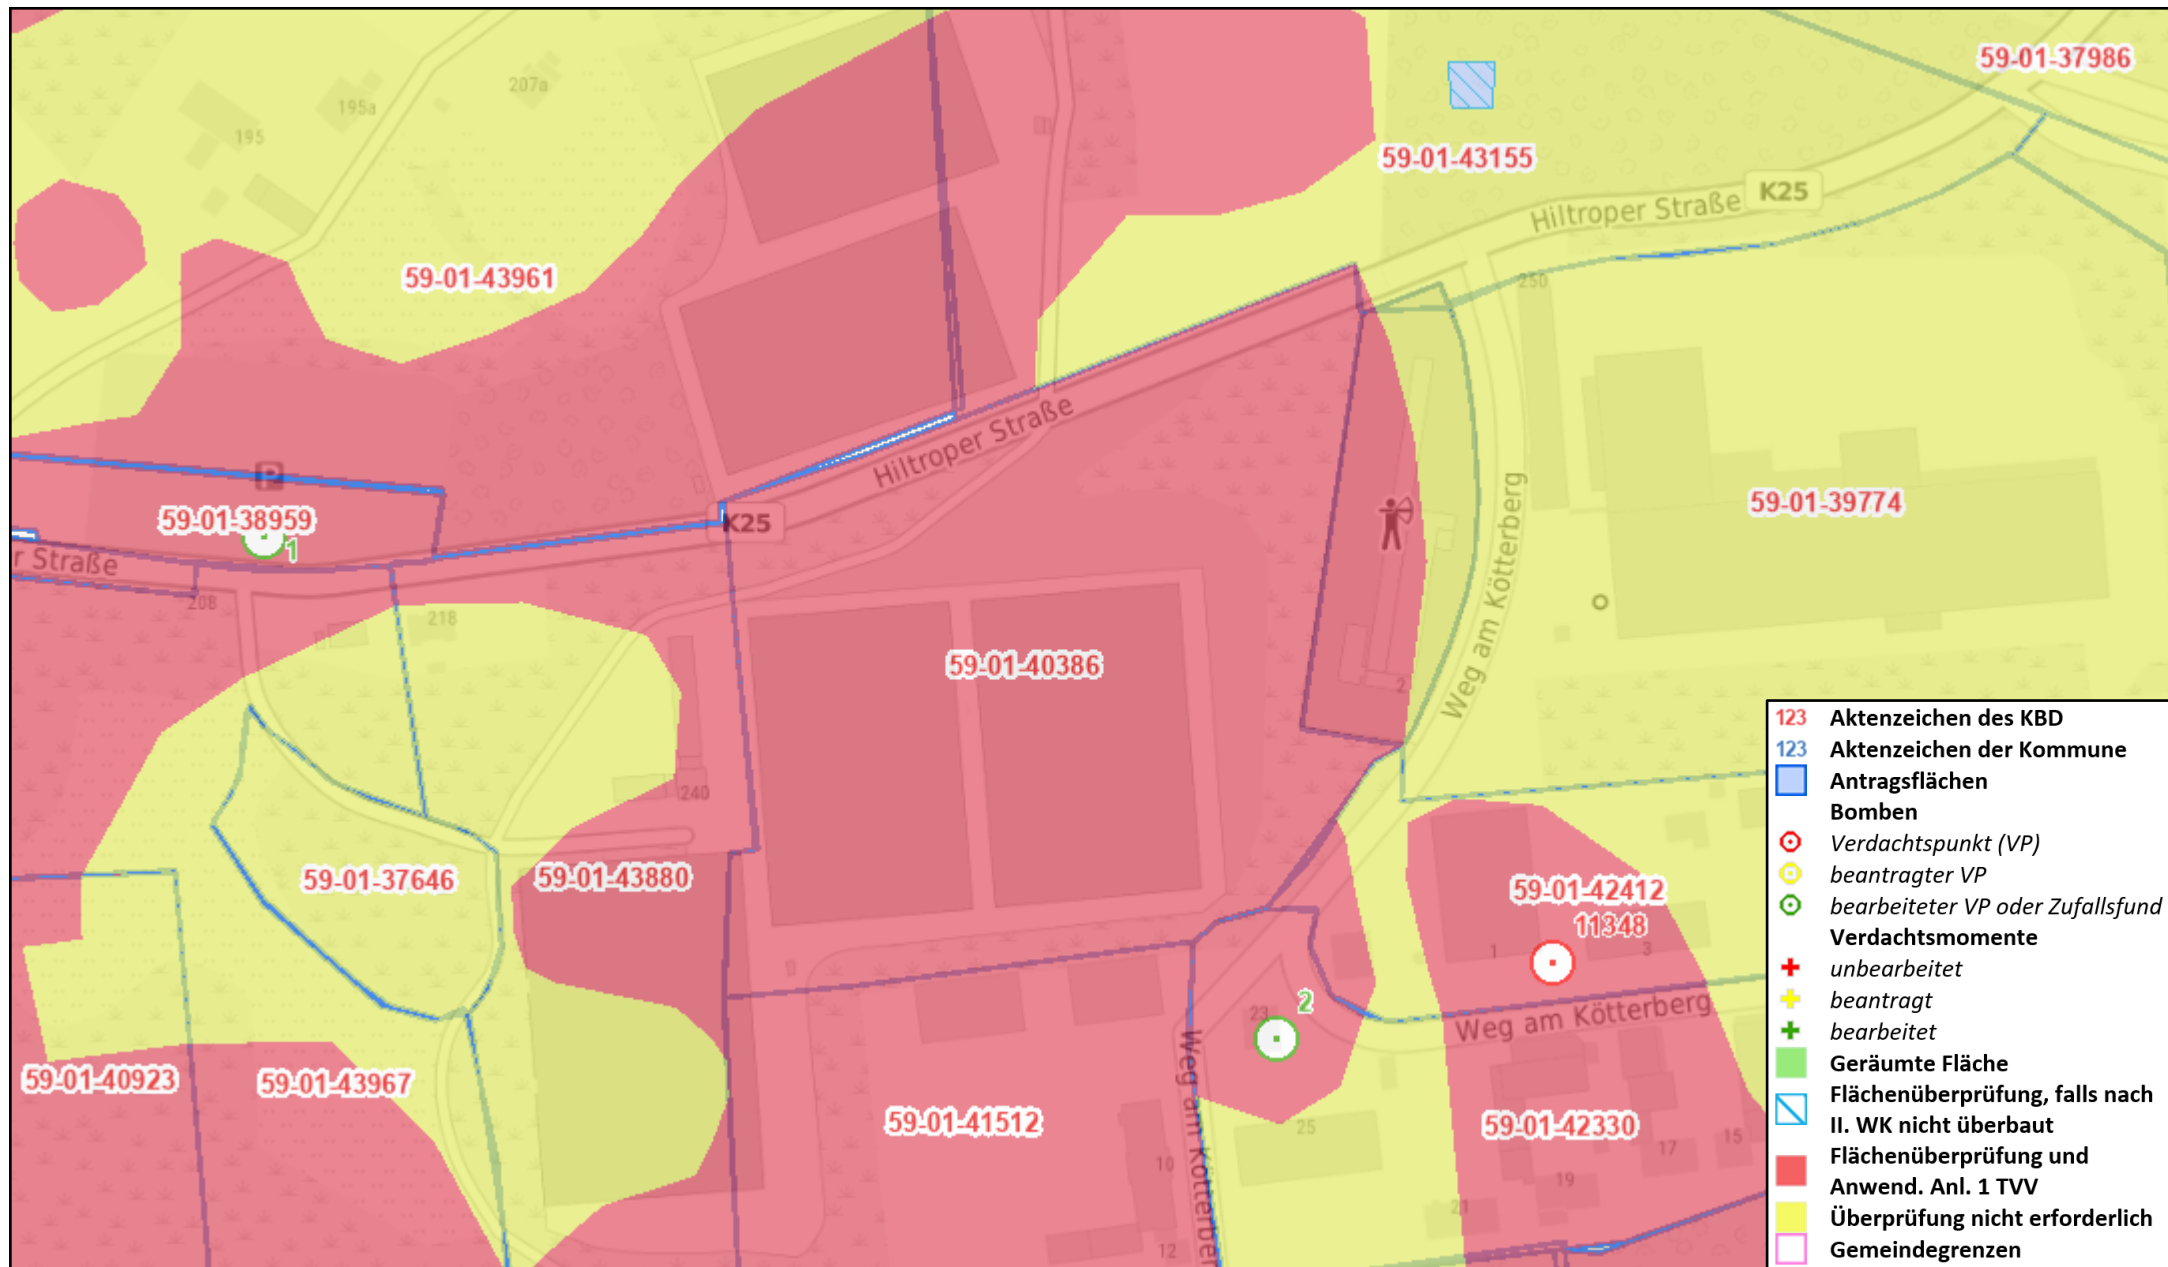 59-01-37986
207a
195a
195
59-01-43155
K25
Hiltroper Straße
59-01-43961
250
Hiltroper Straße
P
59-01-39774
59-01-38959
K25
1
r Straße
Weg am Kötterberg
208
218
59-01-40386
2
240
59-01-37646
59-01-43880
59-01-42412
11348
1
3
2
23
Weg am Kötterberg
59-01-40923
59-01-43967
59-01-41512
Weg am Kötterber
59-01-42330
25
15
17
10
19
21
12
123 Aktenzeichen des KBD
123 Aktenzeichen der Kommune
Antragsflächen
Bomben
Verdachtspunkt (VP)
beantragter VP
bearbeiteter VP oder Zufallsfund
Verdachtsmomente
unbearbeitet
beantragt
bearbeitet
Geräumte Fläche
Flächenüberprüfung, falls nach
II. WK nicht überbaut
Flächenüberprüfung und
Anwend. Anl. 1 TVV
Überprüfung nicht erforderlich
Gemeindegrenzen